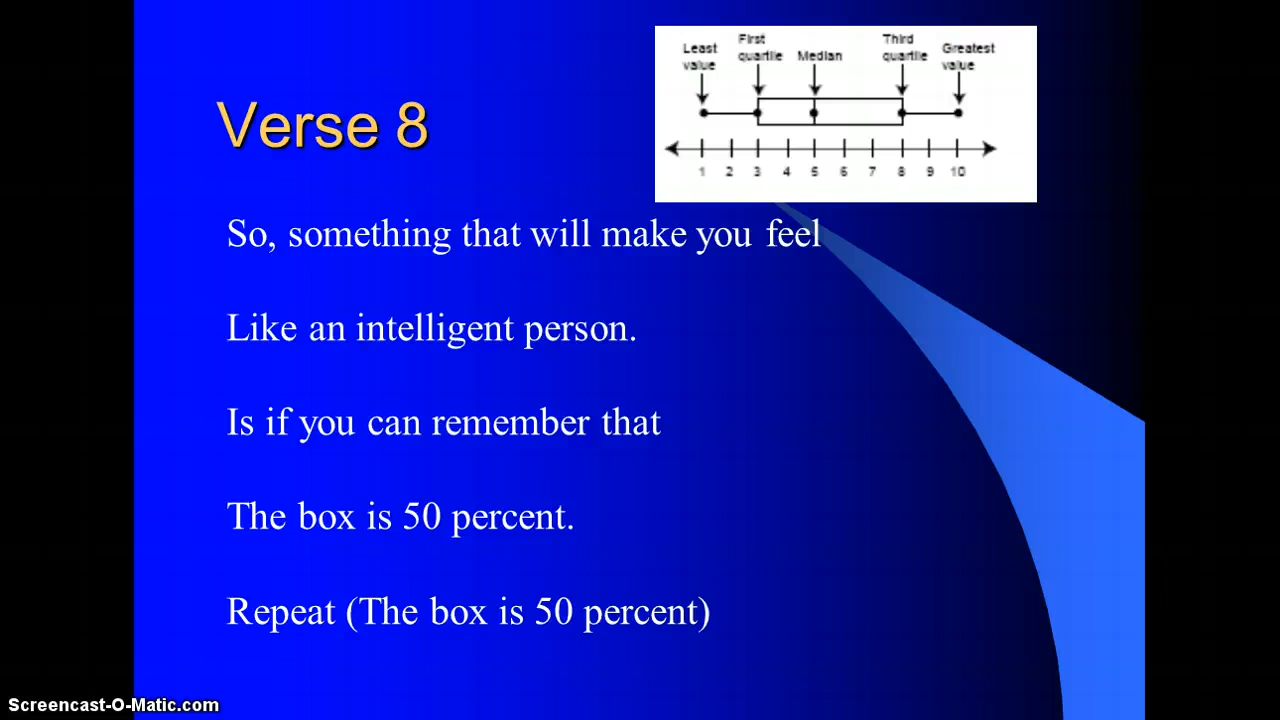 Least value
First quartile
Median
Third quartile
Greatest value
1 2 3 4 5 6 7 8 9 10
Verse 8
So, something that will make you feel
Like an intelligent person.
Is if you can remember that
The box is 50 percent.
Repeat (The box is 50 percent)
Screencast-O-Matic.com